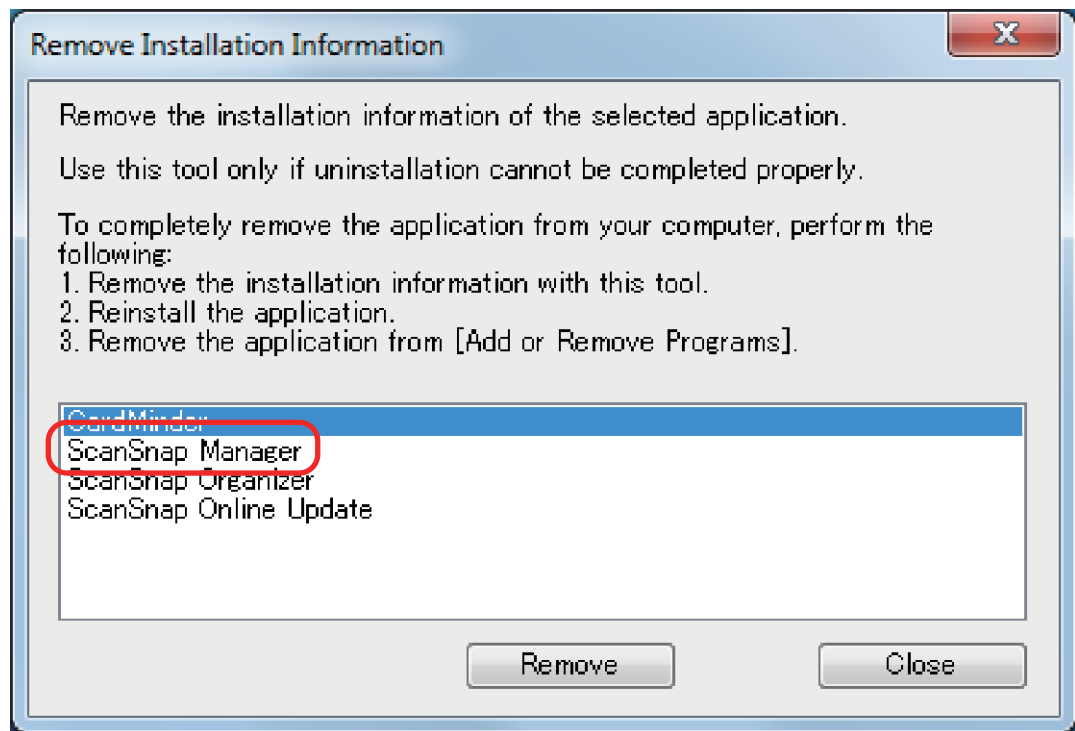 Remove Installation Information
Remove the installation information of the selected application.
Use this tool only if uninstallation cannot be completed properly.
To completely remove the application from your computer, perform the
following:
1. Remove the installation information with this tool.
2. Reinstall the application.
3. Remove the application from [Add or Remove Programs].
CardMinder
ScanSnap Manager
ScanSnap Organizer
ScanSnap Online Update
Remove
Close